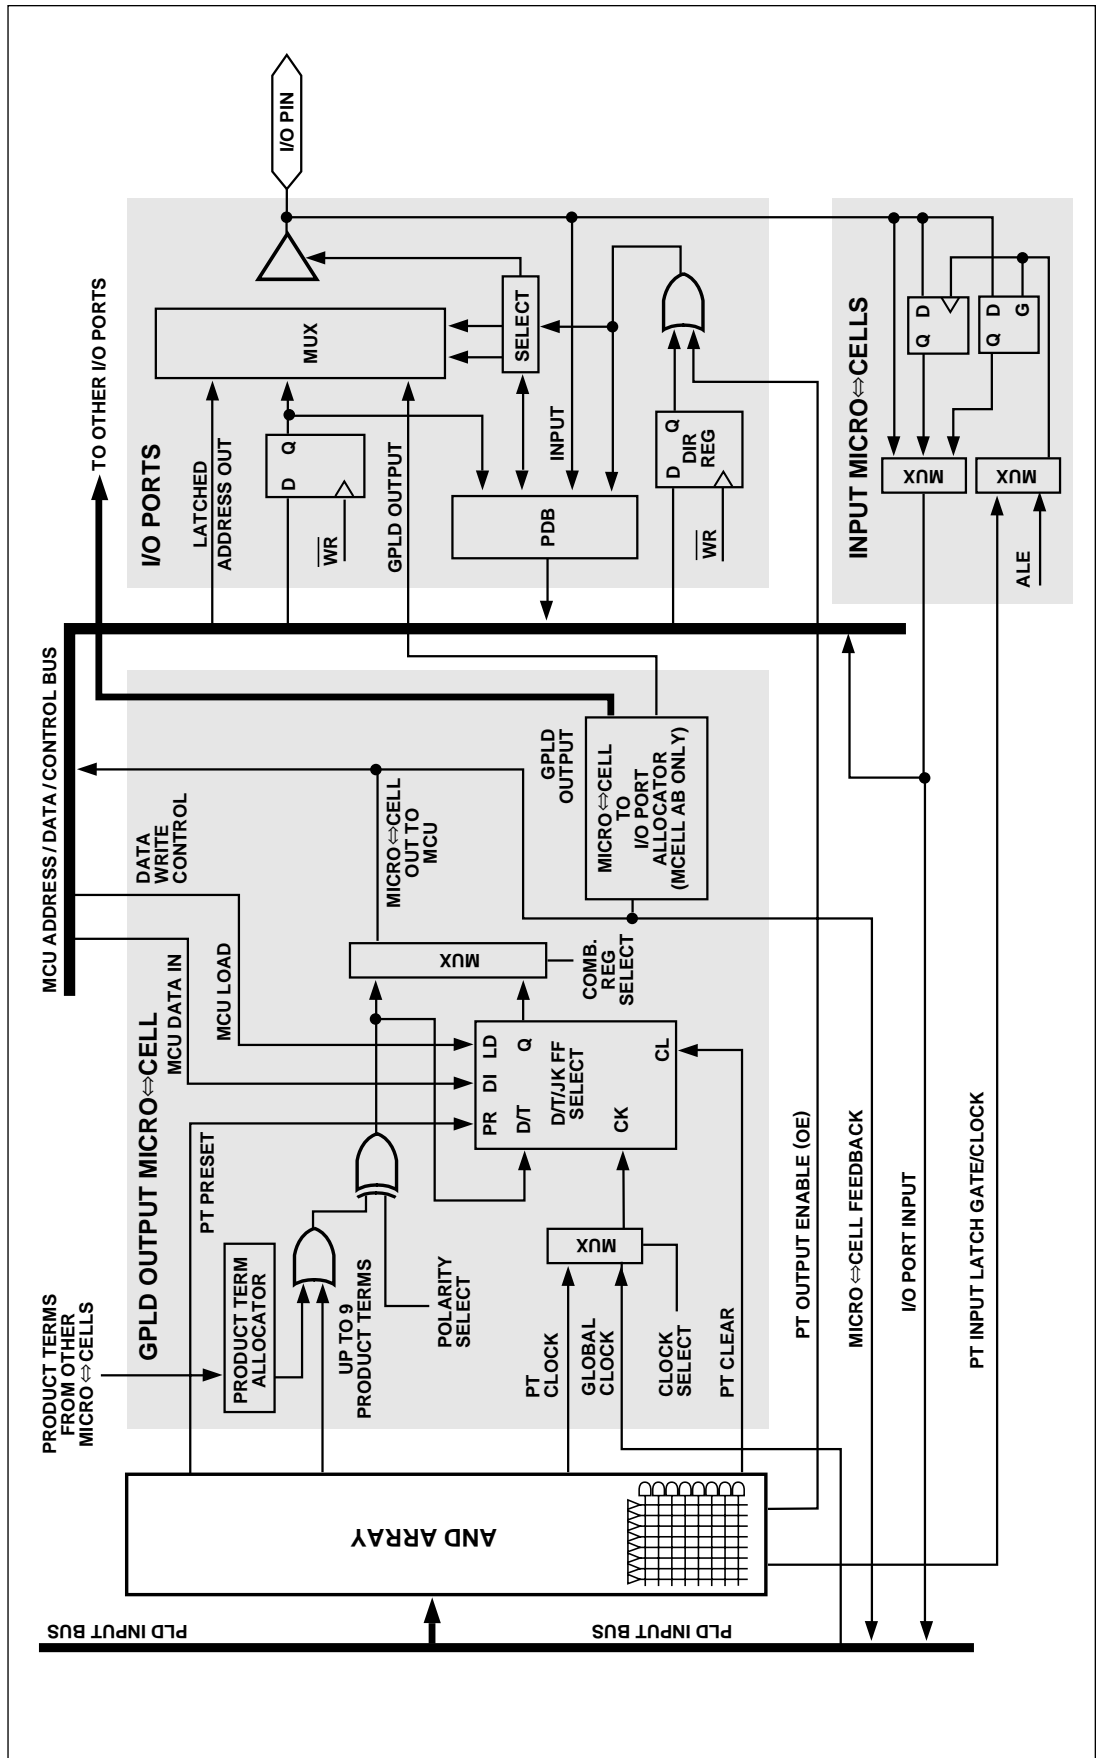 PLD INPUT BUS
PLD INPUT BUS
AND ARRAY
PRODUCT TERMS
FROM OTHER
MICRO⇔CELLS
GPLD OUTPUT MICRO⇔CELL
PRODUCT TERM
ALLOCATOR
PT PRESET
UP TO 9
PRODUCT TERMS
POLARITY
SELECT
PT
CLOCK
GLOBAL
CLOCK
CLOCK
SELECT
PT CLEAR
MUX
MCU DATA IN
MCU LOAD
DATA
WRITE
CONTROL
PR DI LD
D/T Q
D/T/JK FF
SELECT
CK
CL
MUX
COMB.
REG
SELECT
MICRO⇔CELL
OUT TO
MCU
GPLD
OUTPUT
MICRO⇔CELL
TO
I/O PORT
ALLOCATOR
(MCELL AB ONLY)
MCU ADDRESS / DATA / CONTROL BUS
TO OTHER I/O PORTS
I/O PORTS
LATCHED
ADDRESS OUT
D Q
WR
GPLD OUTPUT
MUX
SELECT
PDB
INPUT
D Q
DIR
REG
WR
I/O PIN
PT OUTPUT ENABLE (OE)
MICRO⇔CELL FEEDBACK
I/O PORT INPUT
PT INPUT LATCH GATE/CLOCK
INPUT MICRO⇔CELLS
MUX
MUX
ALE
Q D
Q D
G